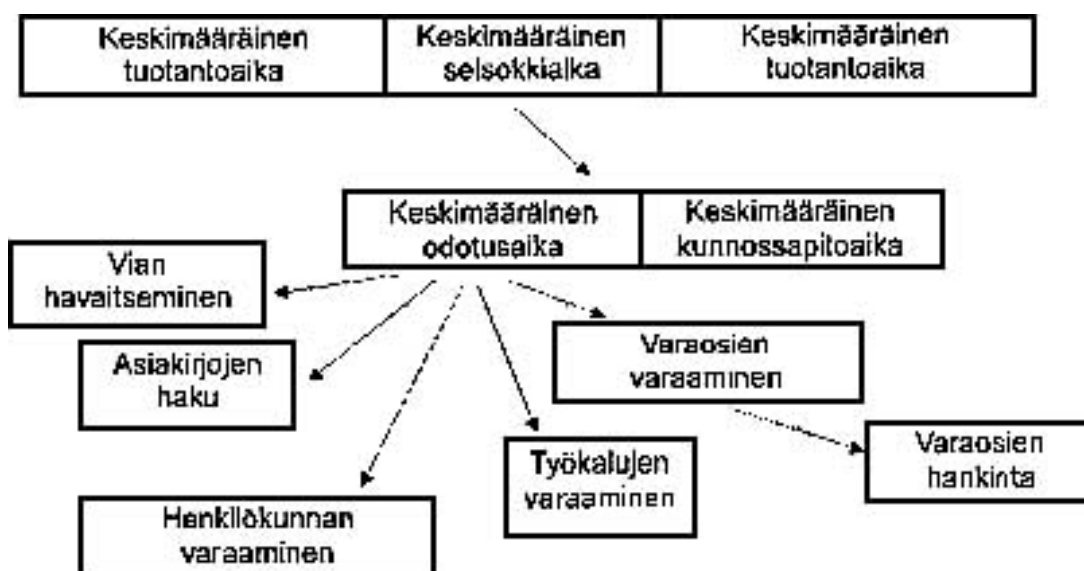 Keskimääräinen
tuotantoaika
Keskimääräinen
seisokkiaika
Keskimääräinen
tuotantoaika
Keskimääräinen
odotusaika
Keskimääräinen
kunnossapitoaika
Vian
havaitseminen
Asiakirjojen
haku
Varaosien
varaaminen
Työkalujen
varaaminen
Varaosien
hankinta
Henkilökunnan
varaaminen